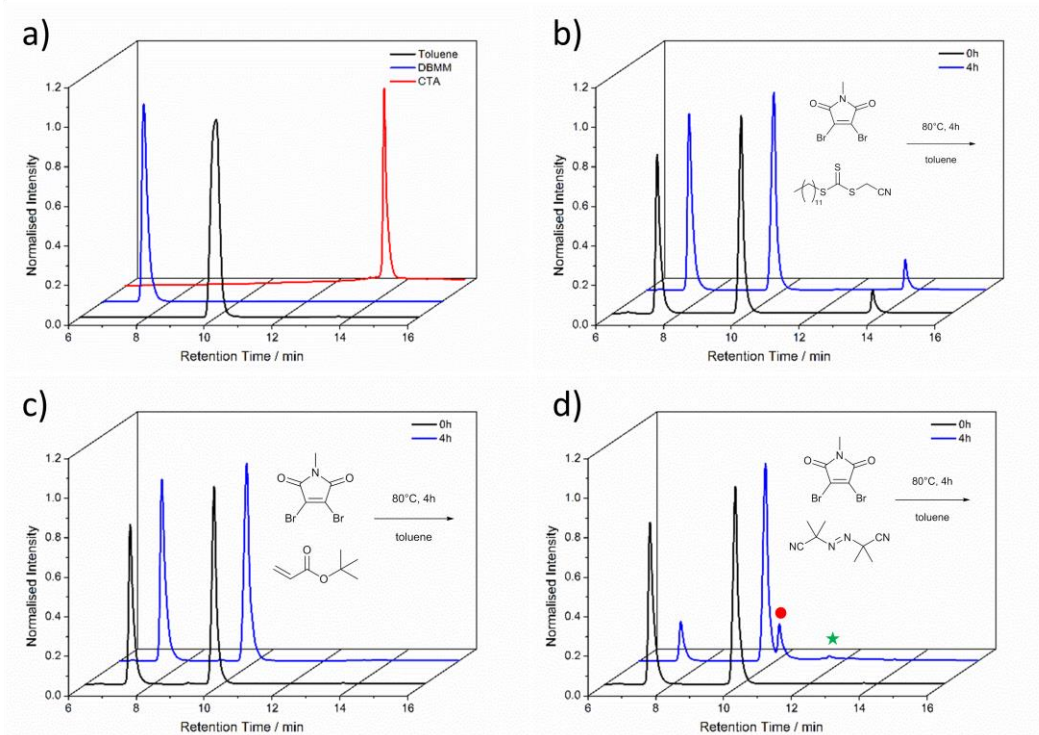 a)
Toluene
DBMM
CTA
1.2
1.0
0.8
0.6
0.4
0.2
0.0
Normalised Intensity
6 8 10 12 14 16
Retention Time / min
b)
0h
4h
1.2
1.0
0.8
0.6
0.4
0.2
0.0
Normalised Intensity
O N O
Br Br
80°C, 4h
toluene
S
( )11 S S CN
6 8 10 12 14 16
Retention Time / min
c)
0h
4h
1.2
1.0
0.8
0.6
0.4
0.2
0.0
Normalised Intensity
O N O
Br Br
80°C, 4h
toluene
O
O
6 8 10 12 14 16
Retention Time / min
d)
0h
4h
1.2
1.0
0.8
0.6
0.4
0.2
0.0
Normalised Intensity
O N O
Br Br
80°C, 4h
toluene
NC N N CN
6 8 10 12 14 16
Retention Time / min